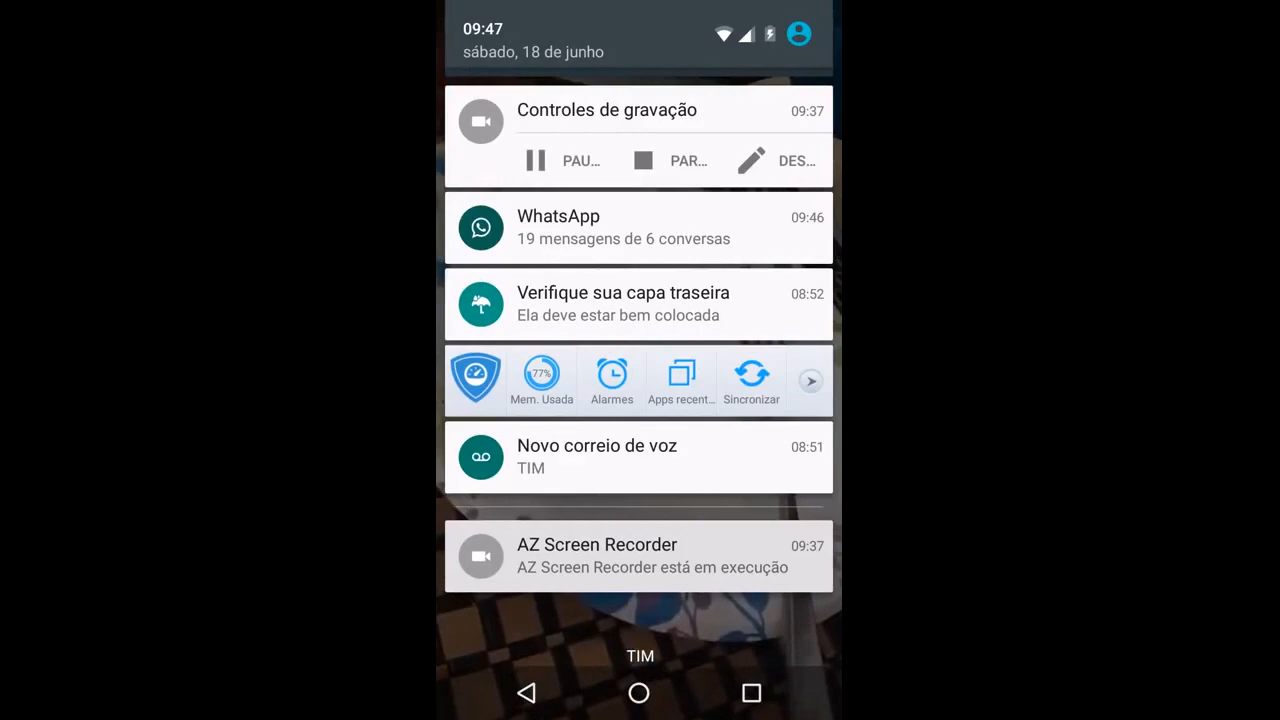 09:47
sábado, 18 de junho
Controles de gravação 09:37
PAU... PAR... DES...
WhatsApp 09:46
19 mensagens de 6 conversas
Verifique sua capa traseira 08:52
Ela deve estar bem colocada
77%
Mem. Usada Alarmes Apps recent... Sincronizar
Novo correio de voz 08:51
TIM
AZ Screen Recorder 09:37
AZ Screen Recorder está em execução
TIM